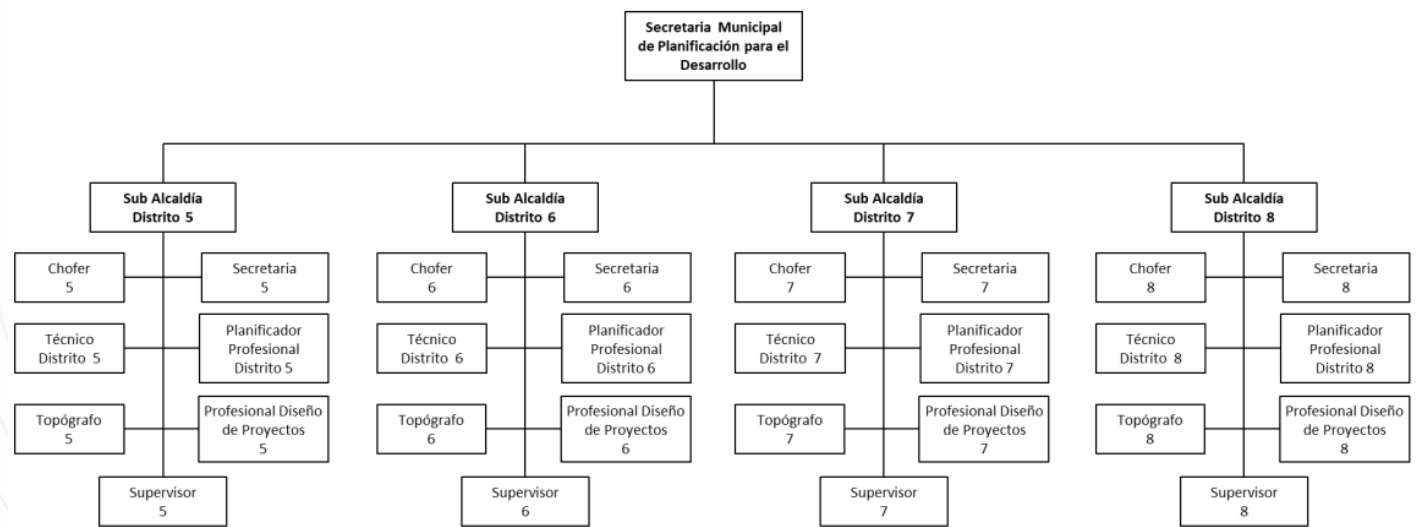 Secretaria Municipal
de Planificación para el
Desarrollo
Sub Alcaldía
Distrito 5
Sub Alcaldía
Distrito 6
Sub Alcaldía
Distrito 7
Sub Alcaldía
Distrito 8
Chofer
5
Secretaria
5
Chofer
6
Secretaria
6
Chofer
7
Secretaria
7
Chofer
8
Secretaria
8
Técnico
Distrito 5
Planificador
Profesional
Distrito 5
Técnico
Distrito 6
Planificador
Profesional
Distrito 6
Técnico
Distrito 7
Planificador
Profesional
Distrito 7
Técnico
Distrito 8
Planificador
Profesional
Distrito 8
Topógrafo
5
Profesional Diseño
de Proyectos
5
Topógrafo
6
Profesional Diseño
de Proyectos
6
Topógrafo
7
Profesional Diseño
de Proyectos
7
Topógrafo
8
Profesional Diseño
de Proyectos
8
Supervisor
5
Supervisor
6
Supervisor
7
Supervisor
8